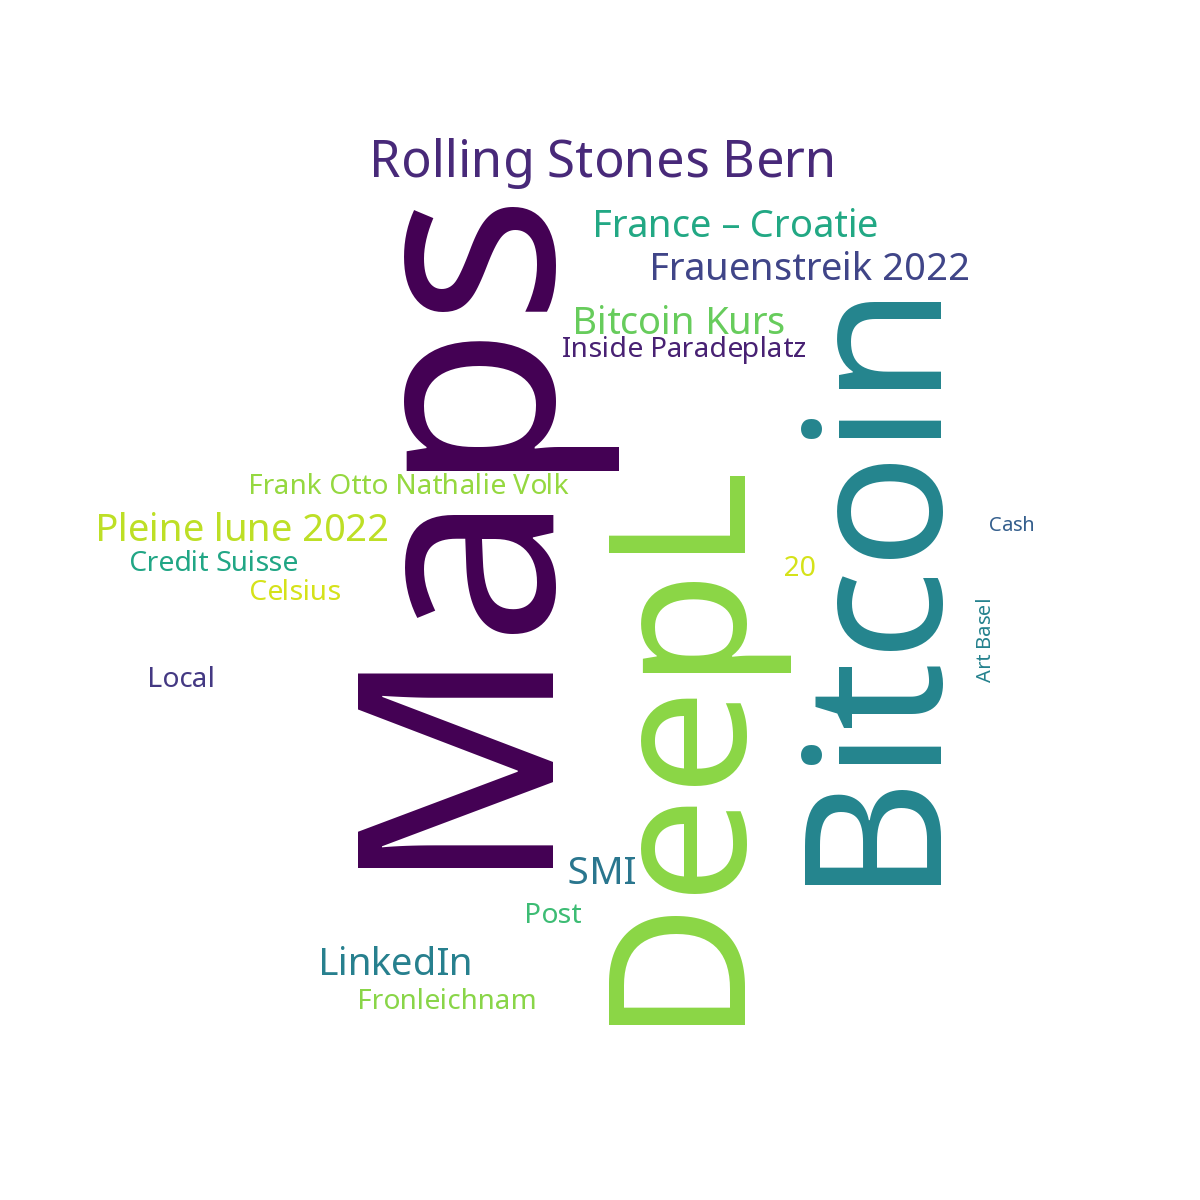 Rolling Stones Bern
France – Croatie
Frauenstreik 2022
Bitcoin Kurs
Inside Paradeplatz
Maps
DeepL
Bitcoin
Frank Otto Nathalie Volk
Pleine lune 2022
Credit Suisse
Celsius
Cash
20
Art Basel
Local
SMI
Post
LinkedIn
Fronleichnam